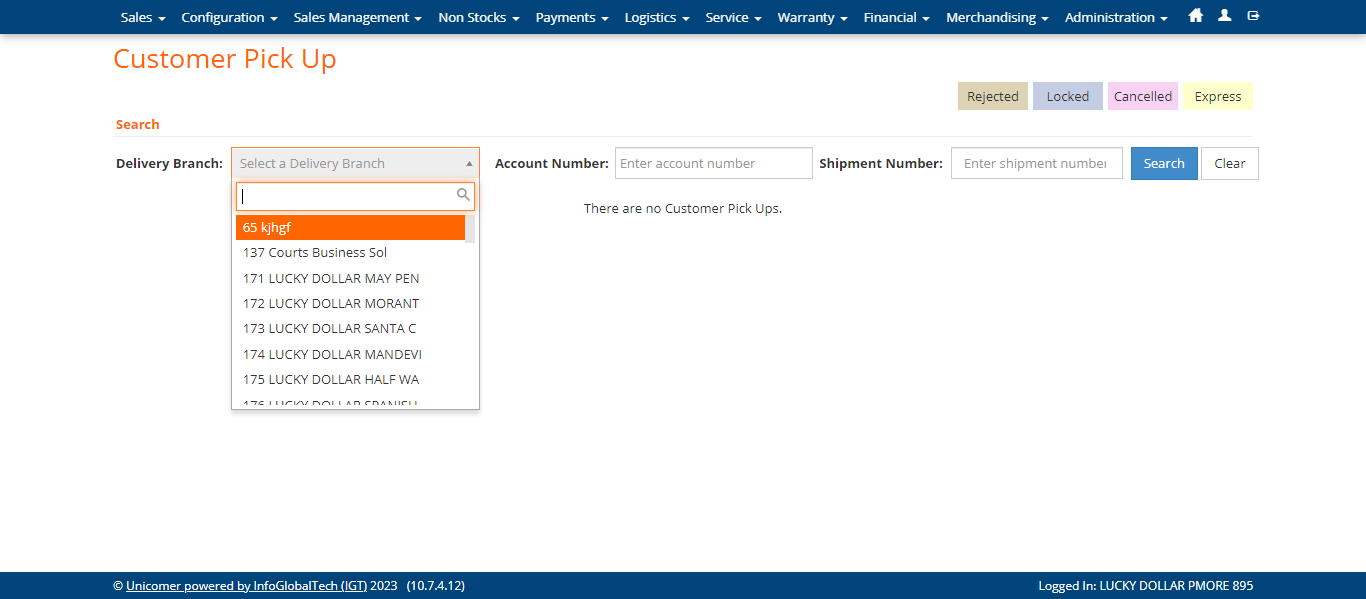 Sales Configuration Sales Management Non Stocks Payments Logistics Service Warranty Financial Merchandising Administration
Customer Pick Up
Rejected Locked Cancelled Express
Search
Delivery Branch: Select a Delivery Branch Account Number: Enter account number Shipment Number: Enter shipment number Search Clear
There are no Customer Pick Ups.
65 kjhgf
137 Courts Business Sol
171 LUCKY DOLLAR MAY PEN
172 LUCKY DOLLAR MORANT
173 LUCKY DOLLAR SANTA C
174 LUCKY DOLLAR MANDEVI
175 LUCKY DOLLAR HALF WA
176 LUCKY DOLLAR SPANISH
© Unicomer powered by InfoGlobalTech (IGT) 2023 (10.7.4.12) Logged In: LUCKY DOLLAR PMORE 895